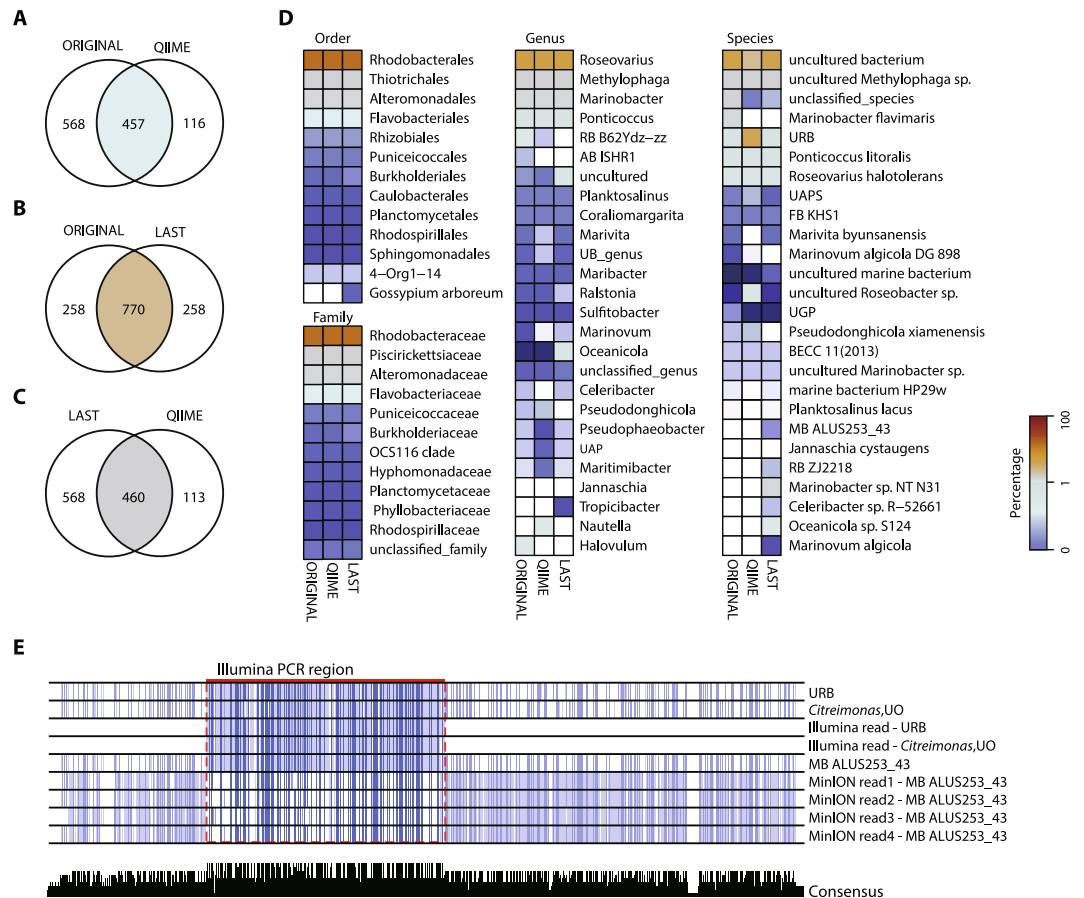 A
ORIGINAL
QIIME
568
457
116
B
ORIGINAL
LAST
258
770
258
C
LAST
QIIME
568
460
113
D
Order
Rhodobacterales
Thiotrichales
Alteromonadales
Flavobacteriales
Rhizobiales
Puniceicoccales
Burkholderiales
Caulobacterales
Planctomycetales
Rhodospirillales
Sphingomonadales
4−Org1−14
Gossypium arboreum
Family
Rhodobacteraceae
Piscirickettsiaceae
Alteromonadaceae
Flavobacteriaceae
Puniceicoccaceae
Burkholderiaceae
OCS116 clade
Hyphomonadaceae
Planctomycetaceae
Phyllobacteriaceae
Rhodospirillaceae
unclassified_family
ORIGINAL
QIIME
LAST
Genus
Roseovarius
Methylophaga
Marinobacter
Ponticoccus
RB B62Ydz−zz
AB ISHR1
uncultured
Planktosalinus
Coraliomargarita
Marivita
UB_genus
Maribacter
Ralstonia
Sulfitobacter
Marinovum
Oceanicola
unclassified_genus
Celeribacter
Pseudodonghicola
Pseudophaeobacter
UAP
Maritimibacter
Jannaschia
Tropicibacter
Nautella
Halovulum
ORIGINAL
QIIME
LAST
Species
uncultured bacterium
uncultured Methylophaga sp.
unclassified_species
Marinobacter flavimaris
URB
Ponticoccus litoralis
Roseovarius halotolerans
UAPS
FB KHS1
Marivita byunsanensis
Marinovum algicola DG 898
uncultured marine bacterium
uncultured Roseobacter sp.
UGP
Pseudodonghicola xiamenensis
BECC 11(2013)
uncultured Marinobacter sp.
marine bacterium HP29w
Planktosalinus lacus
MB ALUS253_43
Jannaschia cystaugens
RB ZJ2218
Marinobacter sp. NT N31
Celeribacter sp. R−52661
Oceanicola sp. S124
Marinovum algicola
ORIGINAL
QIIME
LAST
Percentage
100
1
0
E
Illumina PCR region
URB
Citreimonas,UO
Illumina read - URB
Illumina read - Citreimonas,UO
MB ALUS253_43
MinION read1 - MB ALUS253_43
MinION read2 - MB ALUS253_43
MinION read3 - MB ALUS253_43
MinION read4 - MB ALUS253_43
Consensus